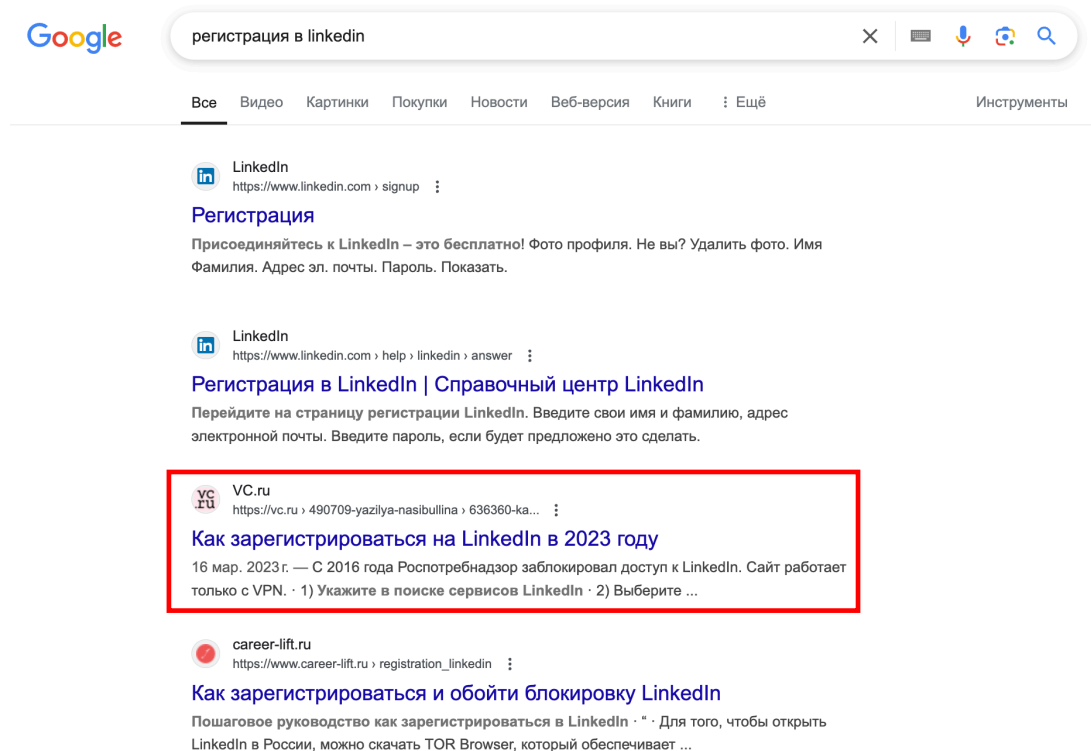 Google
регистрация в linkedin
Все Видео Картинки Покупки Новости Веб-версия Книги Ещё Инструменты
LinkedIn
https://www.linkedin.com › signup
Регистрация
Присоединяйтесь к LinkedIn – это бесплатно! Фото профиля. Не вы? Удалить фото. Имя
Фамилия. Адрес эл. почты. Пароль. Показать.
LinkedIn
https://www.linkedin.com › help › linkedin › answer
Регистрация в LinkedIn | Справочный центр LinkedIn
Перейдите на страницу регистрации LinkedIn. Введите свои имя и фамилию, адрес
электронной почты. Введите пароль, если будет предложено это сделать.
VC.ru
https://vc.ru › 490709-yazilya-nasibullina › 636360-ka...
Как зарегистрироваться на LinkedIn в 2023 году
16 мар. 2023 г. — С 2016 года Роспотребнадзор заблокировал доступ к LinkedIn. Сайт работает
только с VPN. · 1) Укажите в поиске сервисов LinkedIn · 2) Выберите ...
career-lift.ru
https://www.career-lift.ru › registration_linkedin
Как зарегистрироваться и обойти блокировку LinkedIn
Пошаговое руководство как зарегистрироваться в LinkedIn · “ · Для того, чтобы открыть
LinkedIn в России, можно скачать TOR Browser, который обеспечивает ...